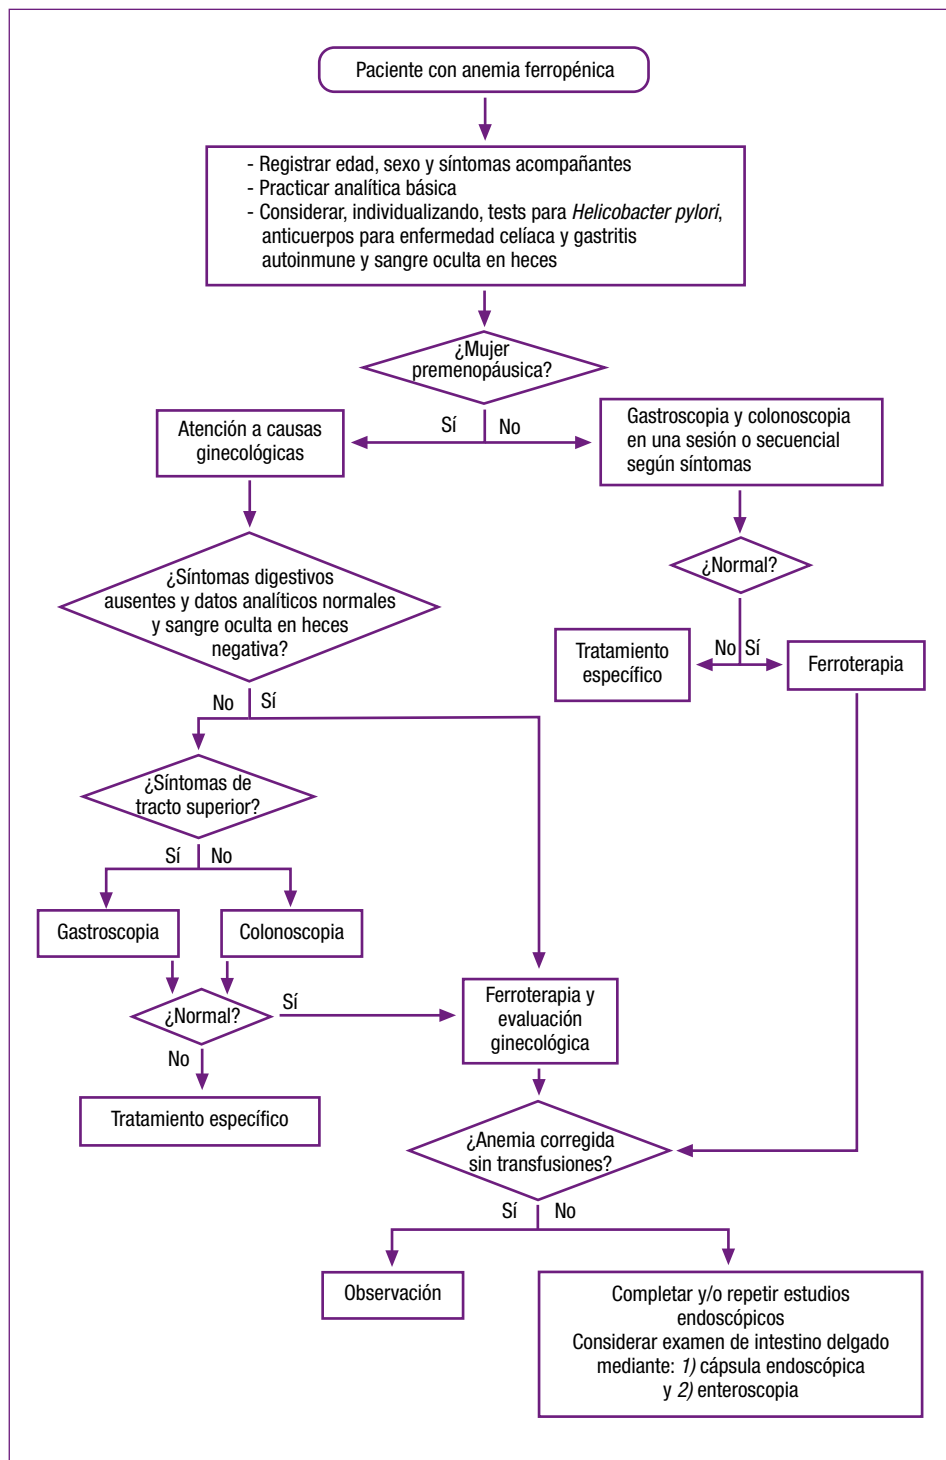 Paciente con anemia ferropénica
- Registrar edad, sexo y síntomas acompañantes
- Practicar analítica básica
- Considerar, individualizando, tests para Helicobacter pylori,
anticuerpos para enfermedad celíaca y gastritis
autoinmune y sangre oculta en heces
¿Mujer
premenopáusica?
Sí
No
Atención a causas
ginecológicas
Gastroscopia y colonoscopia
en una sesión o secuencial
según síntomas
¿Normal?
No
Sí
Tratamiento
específico
Ferroterapia
¿Síntomas digestivos
ausentes y datos analíticos normales
y sangre oculta en heces
negativa?
No
Sí
¿Síntomas de
tracto superior?
Sí
No
Gastroscopia
Colonoscopia
¿Normal?
Sí
No
Tratamiento específico
Ferroterapia y
evaluación
ginecológica
¿Anemia corregida
sin transfusiones?
Sí
No
Observación
Completar y/o repetir estudios
endoscópicos
Considerar examen de intestino delgado
mediante: 1) cápsula endoscópica
y 2) enteroscopia